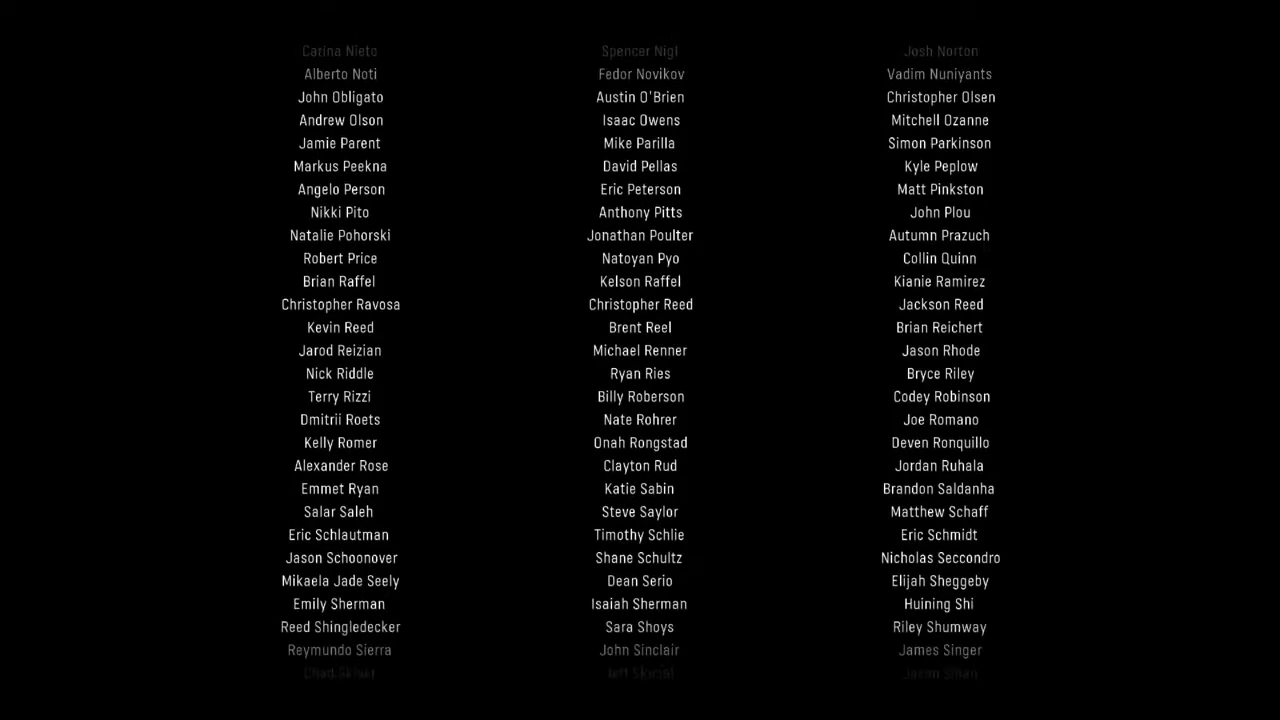 Carina Nieto Spencer Nigl Josh Norton
Alberto Noti Fedor Novikov Vadim Nuniyants
John Obligato Austin O'Brien Christopher Olsen
Andrew Olson Isaac Owens Mitchell Ozanne
Jamie Parent Mike Parilla Simon Parkinson
Markus Peekna David Pellas Kyle Peplow
Angelo Person Eric Peterson Matt Pinkston
Nikki Pito Anthony Pitts John Plou
Natalie Pohorski Jonathan Poulter Autumn Prazuch
Robert Price Natoyan Pyo Collin Quinn
Brian Raffel Kelson Raffel Kianie Ramirez
Christopher Ravosa Christopher Reed Jackson Reed
Kevin Reed Brent Reel Brian Reichert
Jarod Reizian Michael Renner Jason Rhode
Nick Riddle Ryan Ries Bryce Riley
Terry Rizzi Billy Roberson Codey Robinson
Dmitrii Roets Nate Rohrer Joe Romano
Kelly Romer Onah Rongstad Deven Ronquillo
Alexander Rose Clayton Rud Jordan Ruhala
Emmet Ryan Katie Sabin Brandon Saldanha
Salar Saleh Steve Saylor Matthew Schaff
Eric Schlautman Timothy Schlie Eric Schmidt
Jason Schoonover Shane Schultz Nicholas Seccondro
Mikaela Jade Seely Dean Serio Elijah Sheggeby
Emily Sherman Isaiah Sherman Huining Shi
Reed Shingledecker Sara Shoys Riley Shumway
Reymundo Sierra John Sinclair James Singer
Chad Jeff Jason